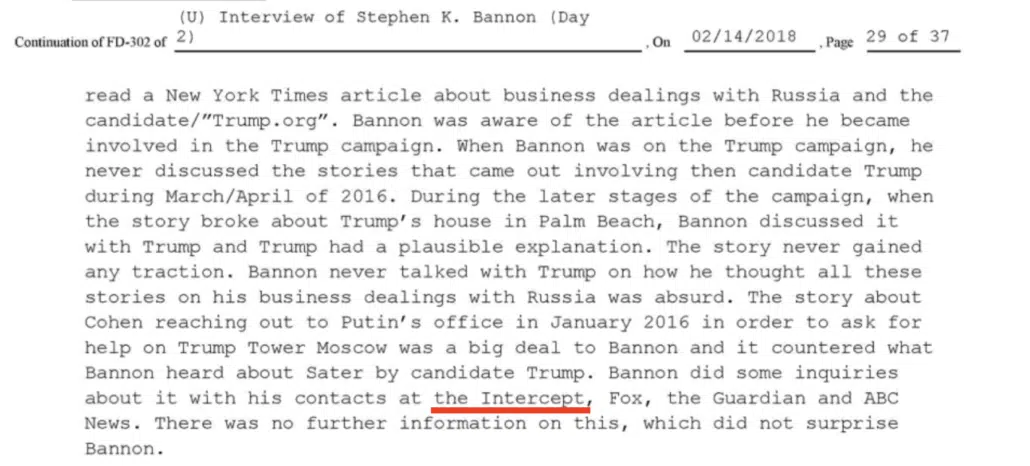 (U) Interview of Stephen K. Bannon (Day
Continuation of FD-302 of 2) , On 02/14/2018 , Page 29 of 37
read a New York Times article about business dealings with Russia and the
candidate/"Trump.org". Bannon was aware of the article before he became
involved in the Trump campaign. When Bannon was on the Trump campaign, he
never discussed the stories that came out involving then candidate Trump
during March/April of 2016. During the later stages of the campaign, when
the story broke about Trump's house in Palm Beach, Bannon discussed it
with Trump and Trump had a plausible explanation. The story never gained
any traction. Bannon never talked with Trump on how he thought all these
stories on his business dealings with Russia was absurd. The story about
Cohen reaching out to Putin's office in January 2016 in order to ask for
help on Trump Tower Moscow was a big deal to Bannon and it countered what
Bannon heard about Sater by candidate Trump. Bannon did some inquiries
about it with his contacts at the Intercept, Fox, the Guardian and ABC
News. There was no further information on this, which did not surprise
Bannon.